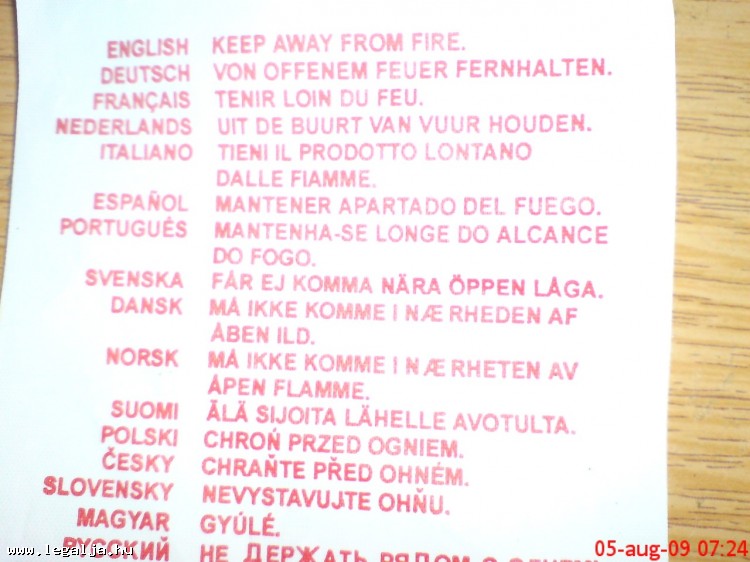 ENGLISH KEEP AWAY FROM FIRE.
DEUTSCH VON OFFENEM FEUER FERNHALTEN.
FRANÇAIS TENIR LOIN DU FEU.
NEDERLANDS UIT DE BUURT VAN VUUR HOUDEN.
ITALIANO TIENI IL PRODOTTO LONTANO
DALLE FIAMME.
ESPAÑOL MANTENER APARTADO DEL FUEGO.
PORTUGUÊS MANTENHA-SE LONGE DO ALCANCE
DO FOGO.
SVENSKA FÅR EJ KOMMA NÄRA ÖPPEN LÅGA.
DANSK MÅ IKKE KOMME I NÆRHEDEN AF
ÅBEN ILD.
NORSK MÅ IKKE KOMME I NÆRHETEN AV
ÅPEN FLAMME.
SUOMI ÄLÄ SIJOITA LÄHELLE AVOTULTA.
POLSKI CHROŃ PRZED OGNIEM.
ČESKY CHRAŇTE PŘED OHNÉM.
SLOVENSKY NEVYSTAVUJTE OHŇU.
MAGYAR GYÚLÉ.
РУССКИЙ НЕ ДЕРЖАТЬ РЯДОМ С ОГНЕМ
www.legalja.hu
05-aug-09 07:24